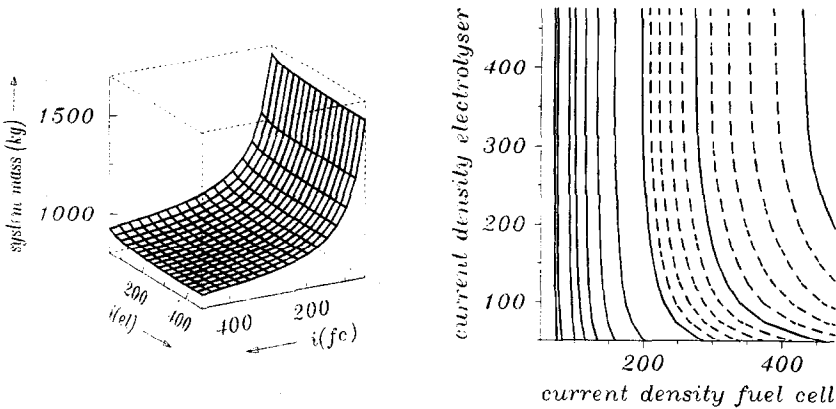 system mass (kg)
1500
1000
200
400
i(el)
400
200
i(fc)
current density electrolyser
400
300
200
100
200
400
current density fuel cell